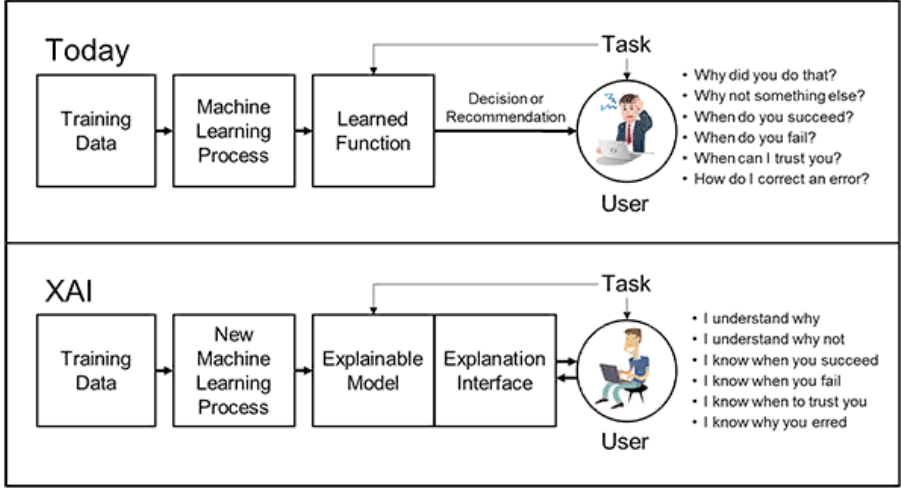 Today
Task
Training
Data
Machine
Learning
Process
Learned
Function
Decision or
Recommendation
User
• Why did you do that?
• Why not something else?
• When do you succeed?
• When do you fail?
• When can I trust you?
• How do I correct an error?
XAI
Task
Training
Data
New
Machine
Learning
Process
Explainable
Model
Explanation
Interface
User
• I understand why
• I understand why not
• I know when you succeed
• I know when you fail
• I know when to trust you
• I know why you erred